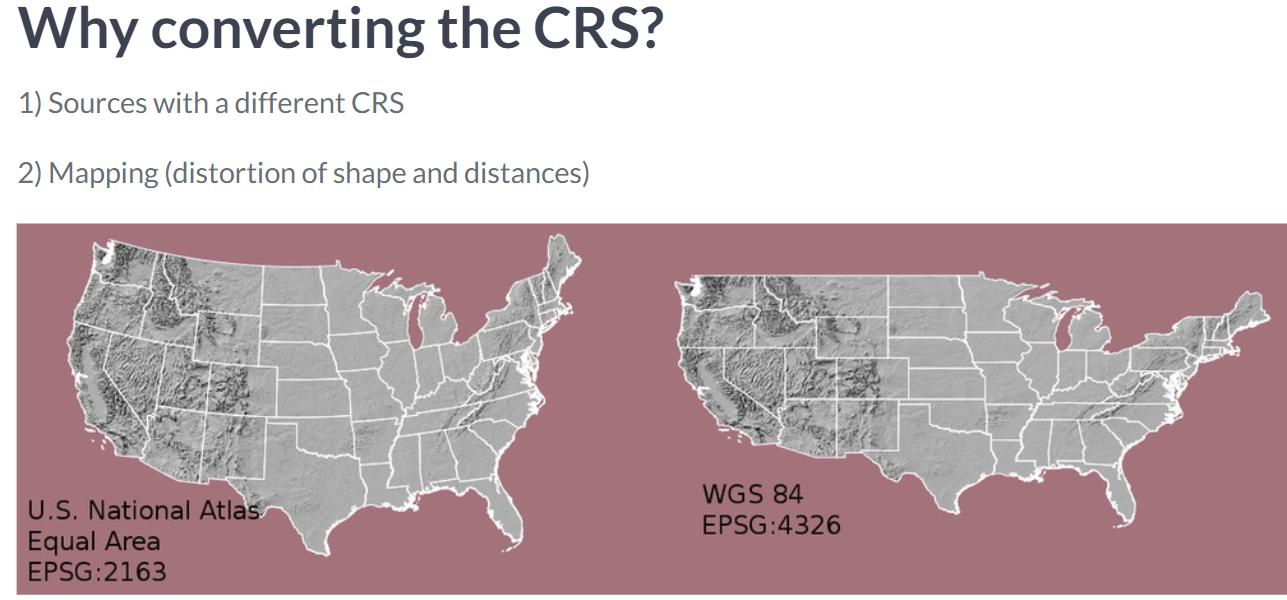 Why converting the CRS?
1) Sources with a different CRS
2) Mapping (distortion of shape and distances)
U.S. National Atlas
Equal Area
EPSG:2163
WGS 84
EPSG:4326